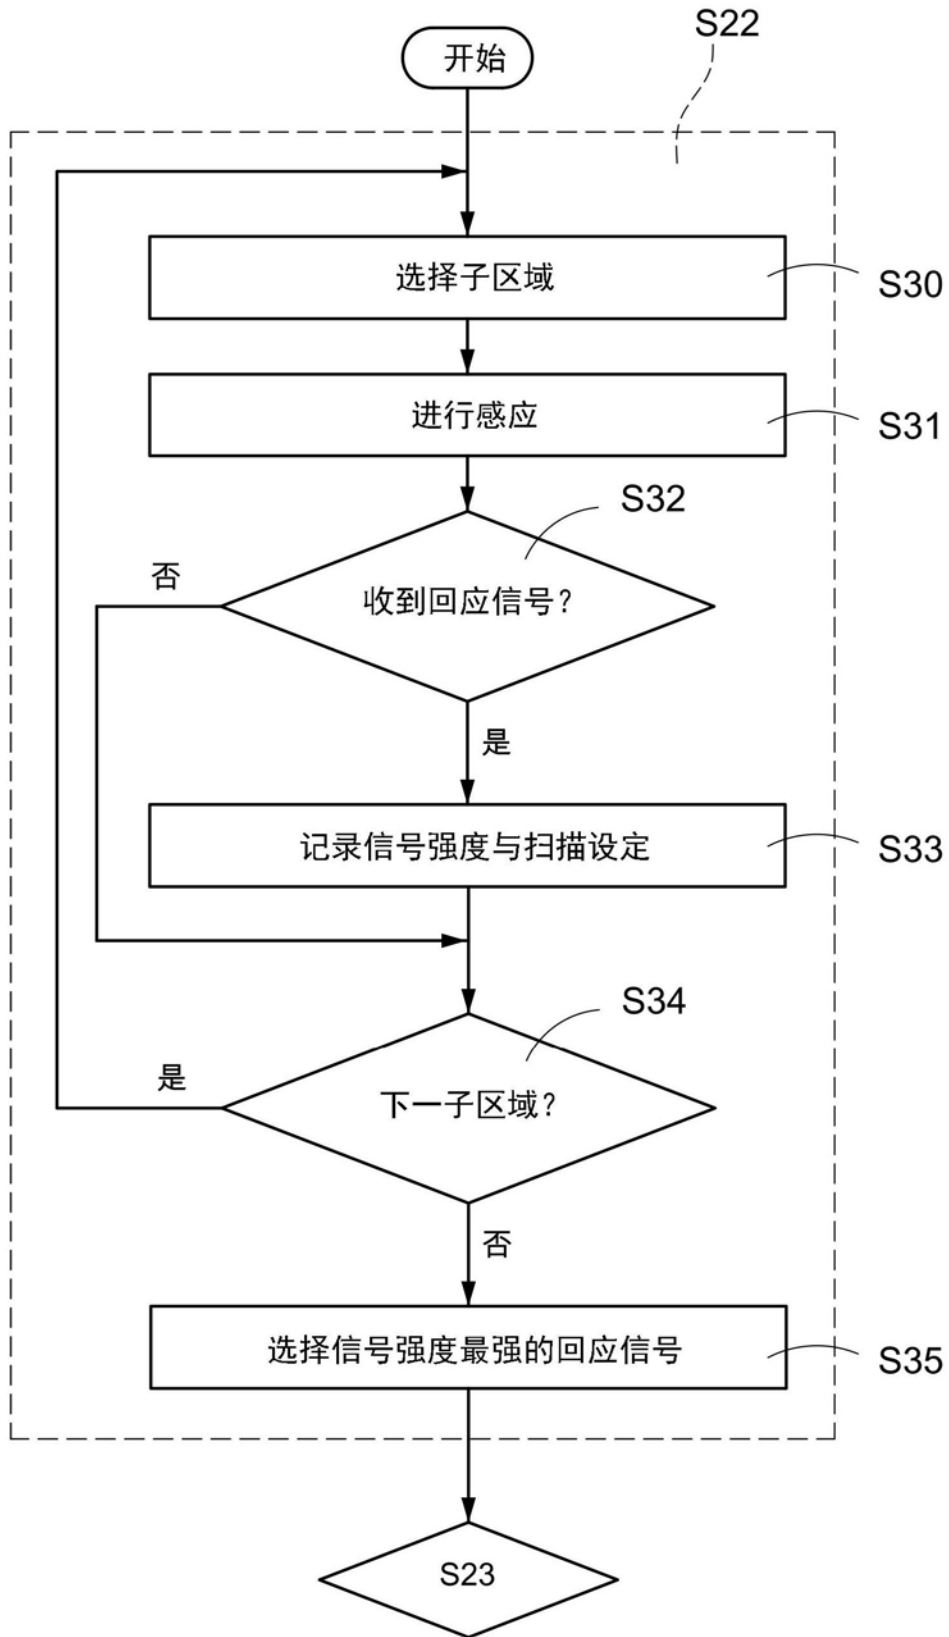 S22
开始
选择子区域
S30
进行感应
S31
S32
否
收到回应信号？
是
记录信号强度与扫描设定
S33
S34
是
下一子区域？
否
选择信号强度最强的回应信号
S35
S23